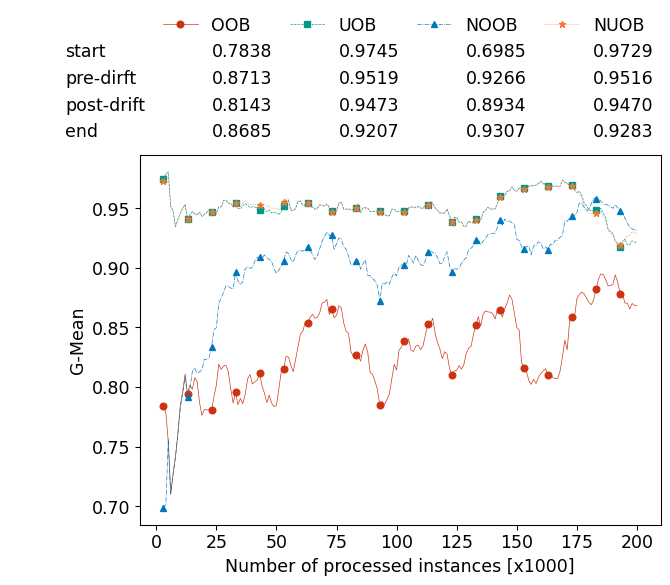 OOB UOB NOOB NUOB
start 0.7838 0.9745 0.6985 0.9729
pre-dirft 0.8713 0.9519 0.9266 0.9516
post-drift 0.8143 0.9473 0.8934 0.9470
end 0.8685 0.9207 0.9307 0.9283
G-Mean
0.95
0.90
0.85
0.80
0.75
0.70
0 25 50 75 100 125 150 175 200
Number of processed instances [x1000]